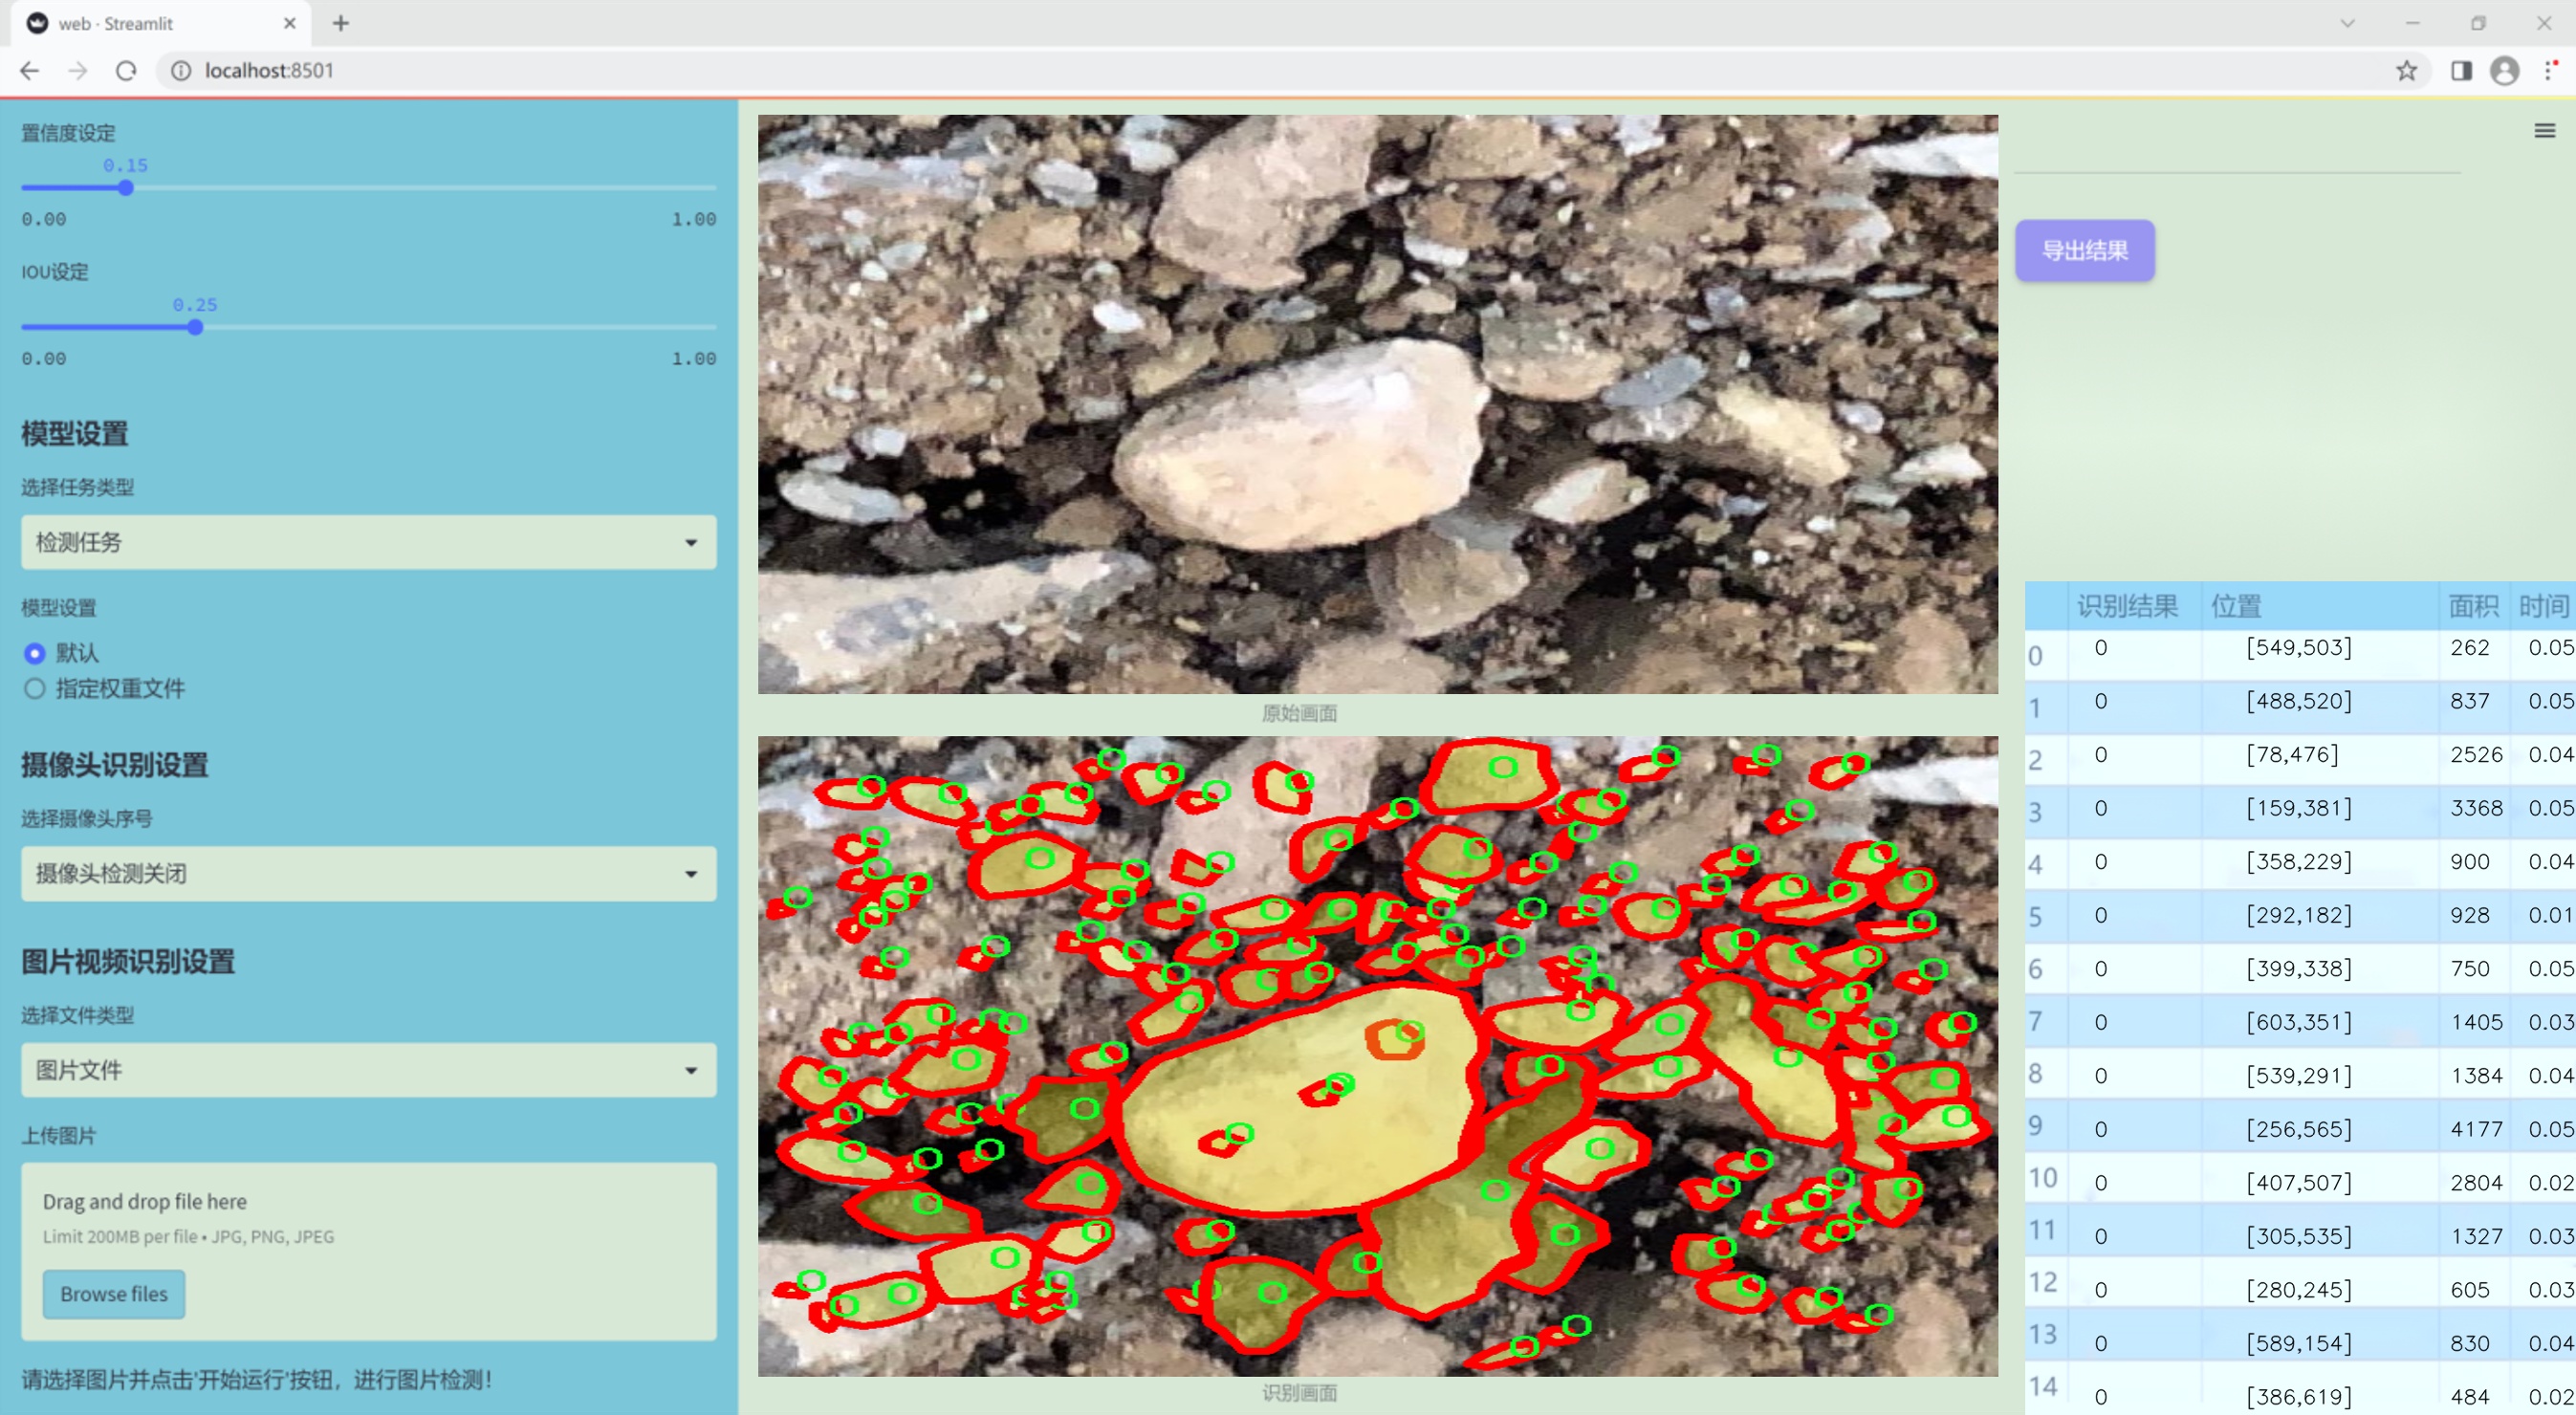 web · Streamlit
localhost:8501
置信度设定
0.15
0.00 1.00
IOU设定
0.25
0.00 1.00
模型设置
选择任务类型
检测任务
模型设置
默认
指定权重文件
摄像头识别设置
选择摄像头序号
摄像头检测关闭
图片视频识别设置
选择文件类型
图片文件
上传图片
Drag and drop file here
Limit 200MB per file • JPG, PNG, JPEG
Browse files
请选择图片并点击'开始运行'按钮，进行图片检测!
原始画面
识别画面
导出结果
识别结果 位置 面积 时间
0 0 [549,503] 262 0.05
1 0 [488,520] 837 0.05
2 0 [78,476] 2526 0.04
3 0 [159,381] 3368 0.05
4 0 [358,229] 900 0.04
5 0 [292,182] 928 0.01
6 0 [399,338] 750 0.05
7 0 [603,351] 1405 0.03
8 0 [539,291] 1384 0.04
9 0 [256,565] 4177 0.05
10 0 [407,507] 2804 0.02
11 0 [305,535] 1327 0.03
12 0 [280,245] 605 0.03
13 0 [589,154] 830 0.04
14 0 [386,619] 484 0.02